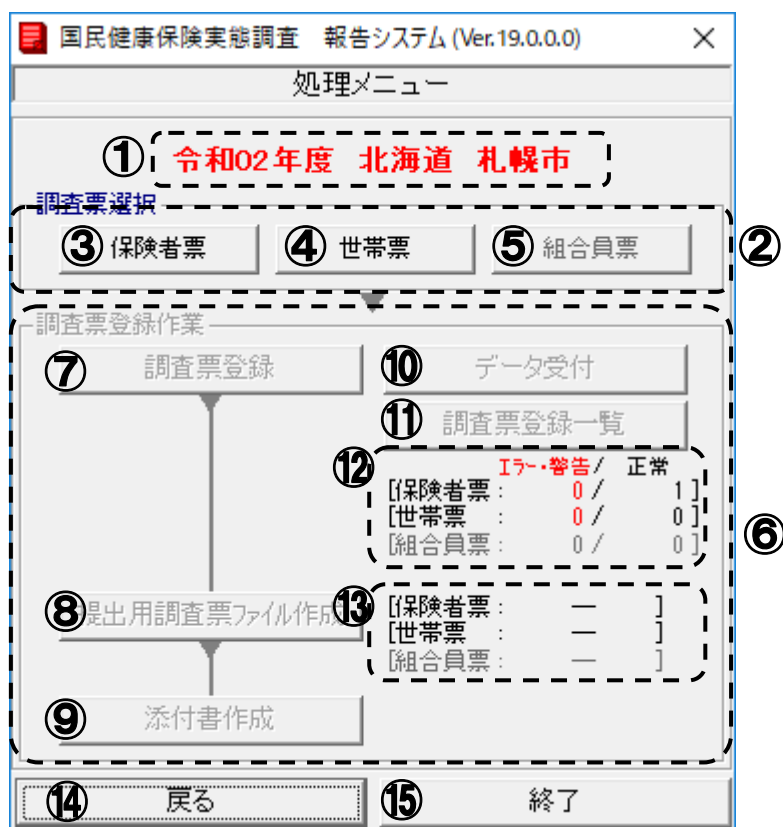 国民健康保険実態調査 報告システム (Ver.19.0.0.0)
処理メニュー
① 令和02年度 北海道 札幌市
調査票選択
③ 保険者票 ④ 世帯票 ⑤ 組合員票 ②
調査票登録作業
⑦ 調査票登録 ⑩ データ受付
⑪ 調査票登録一覧
⑫ エラー・警告/ 正常
[保険者票: 0/ 1]
[世帯票 : 0/ 0]
[組合員票: 0/ 0]
⑥
⑧ 提出用調査票ファイル作成 ⑬ [保険者票: ― ]
[世帯票 : ― ]
[組合員票: ― ]
⑨ 添付書作成
⑭ 戻る ⑮ 終了